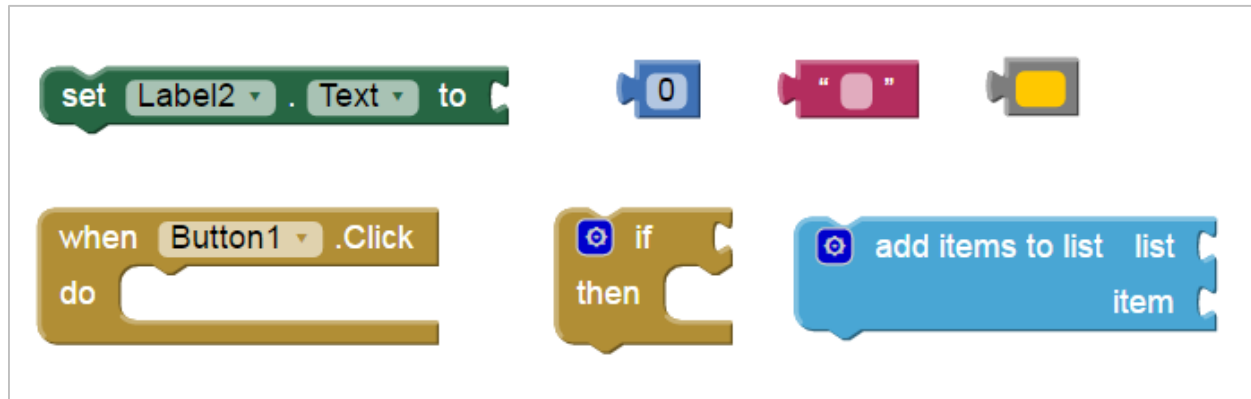 set Label2 . Text to
0
“ ”
when Button1 .Click
do
if
then
add items to list list
item